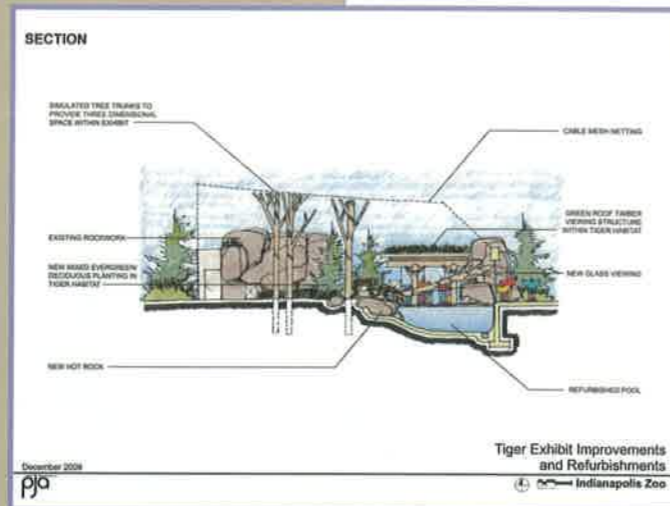 SECTION
SIMULATED TREE TRUNKS TO
PROVIDE THREE DIMENSIONAL
SPACE WITHIN EXHIBIT
CABLE MESH NETTING
GREEN ROOF TIMBER
VIEWING STRUCTURE
WITHIN TIGER HABITAT
EXISTING ROCKWORK
NEW MIXED EVERGREEN/
DECIDUOUS PLANTING IN
TIGER HABITAT
NEW GLASS VIEWING
NEW HOT ROCK
REFURBISHED POOL
Tiger Exhibit Improvements
and Refurbishments
December 2008
pja
Indianapolis Zoo